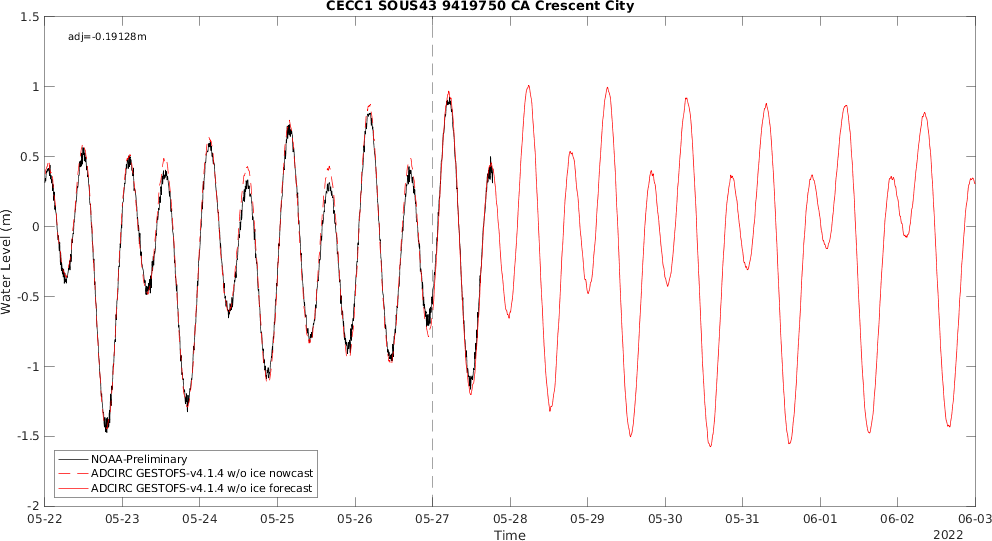 CECC1 SOUS43 9419750 CA Crescent City
adj=-0.19128m
1.5
1
0.5
0
-0.5
-1
-1.5
-2
Water Level (m)
NOAA-Preliminary
ADCIRC GESTOFS-v4.1.4 w/o ice nowcast
ADCIRC GESTOFS-v4.1.4 w/o ice forecast
05-22 05-23 05-24 05-25 05-26 05-27 05-28 05-29 05-30 05-31 06-01 06-02 06-03
Time
2022